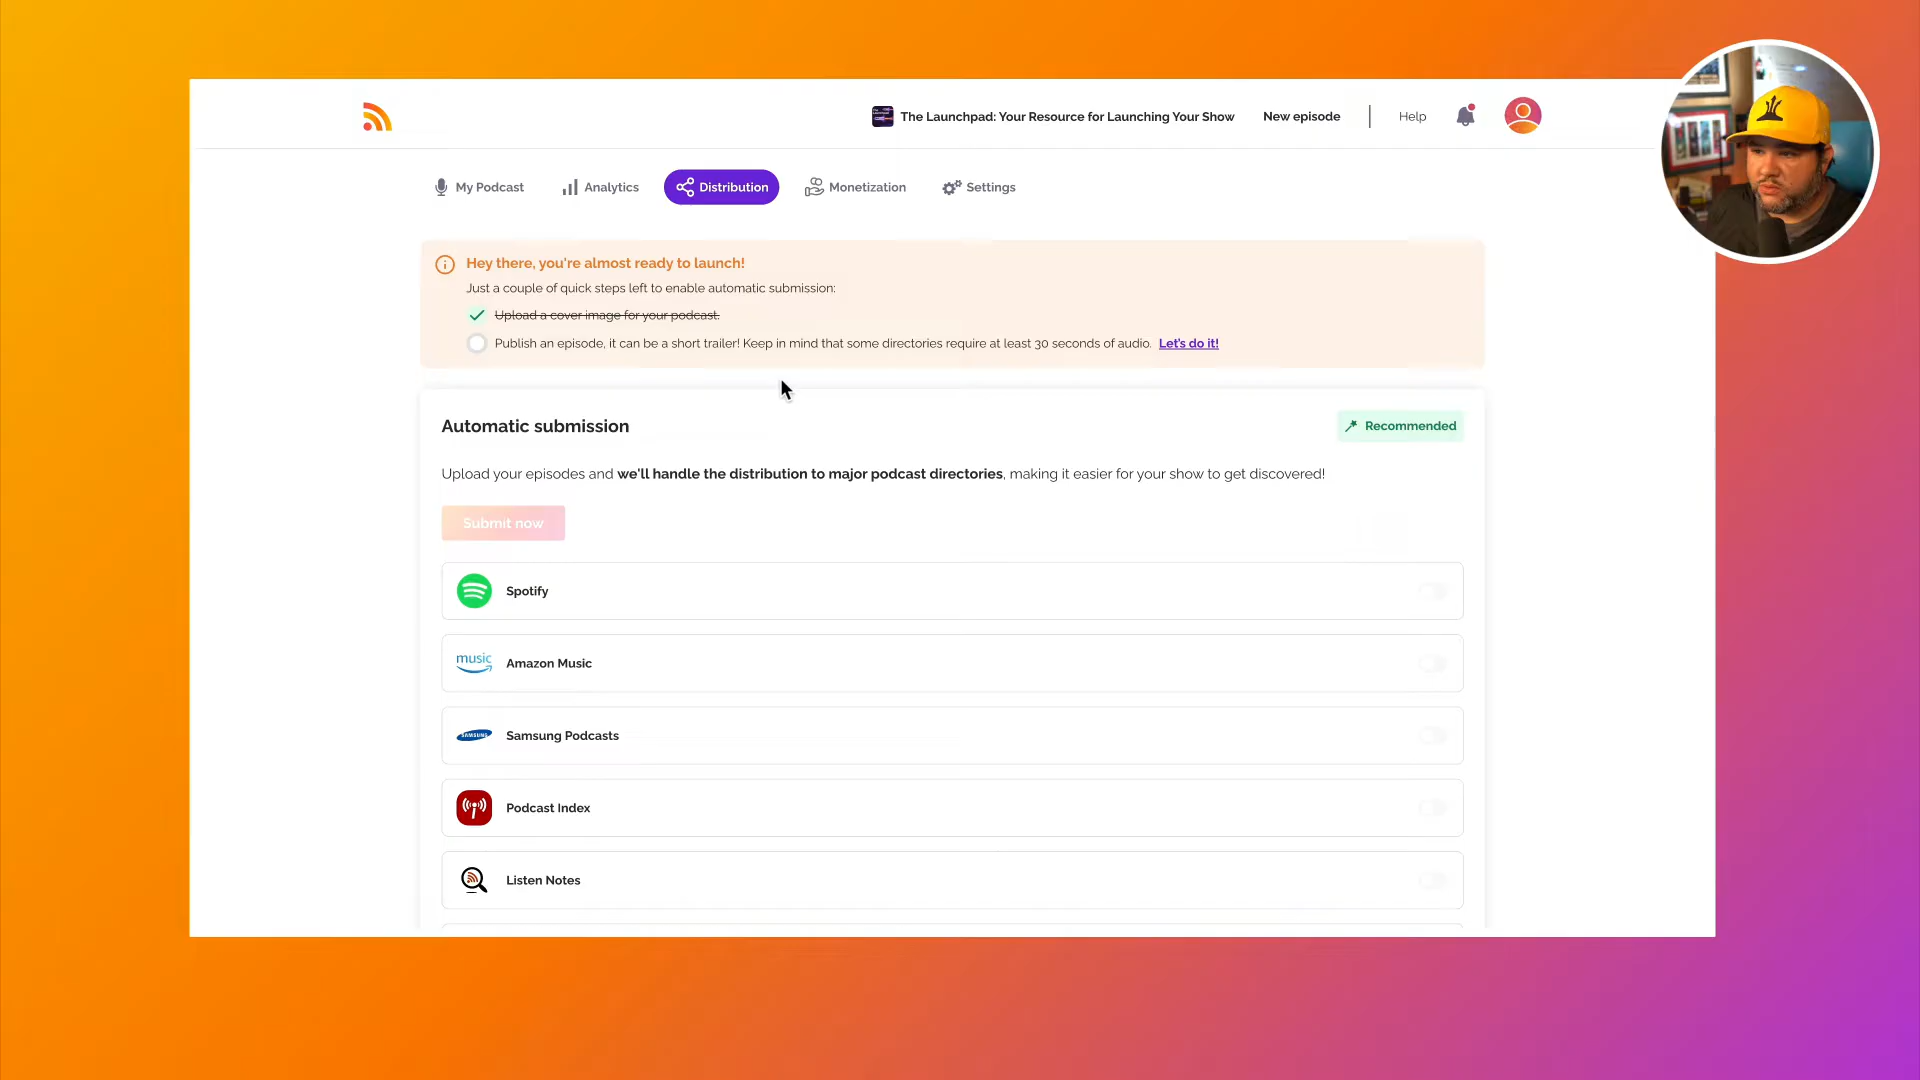 The Launchpad: Your Resource for Launching Your Show
New episode
Help
My Podcast
Analytics
Distribution
Monetization
Settings
Hey there, you're almost ready to launch!
Just a couple of quick steps left to enable automatic submission:
Upload a cover image for your podcast.
Publish an episode, it can be a short trailer! Keep in mind that some directories require at least 30 seconds of audio. Let's do it!
Automatic submission
Recommended
Upload your episodes and we'll handle the distribution to major podcast directories, making it easier for your show to get discovered!
Submit now
Spotify
music
Amazon Music
SAMSUNG
Samsung Podcasts
Podcast Index
Listen Notes